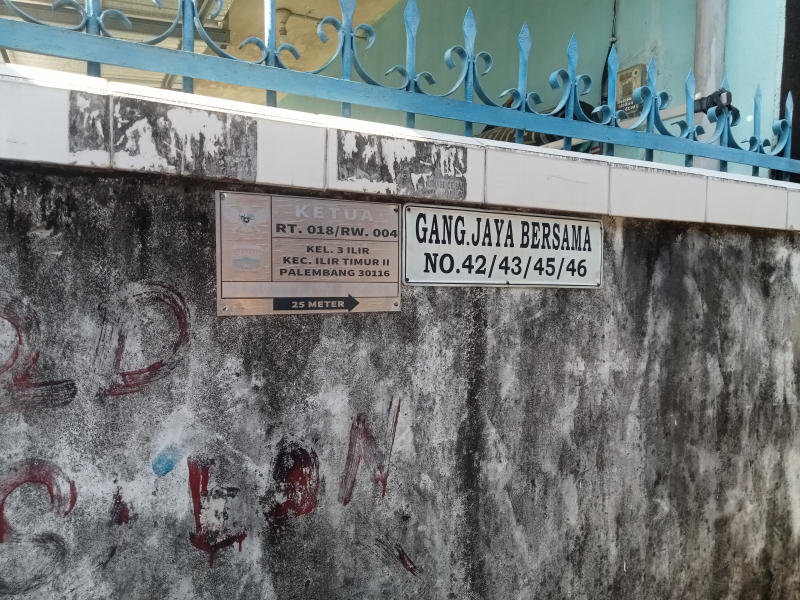 KETUA
RT. 018/RW. 004
KEL. 3 ILIR
KEC. ILIR TIMUR II
PALEMBANG 30116
25 METER
GANG.JAYA BERSAMA
NO.42/43/45/46